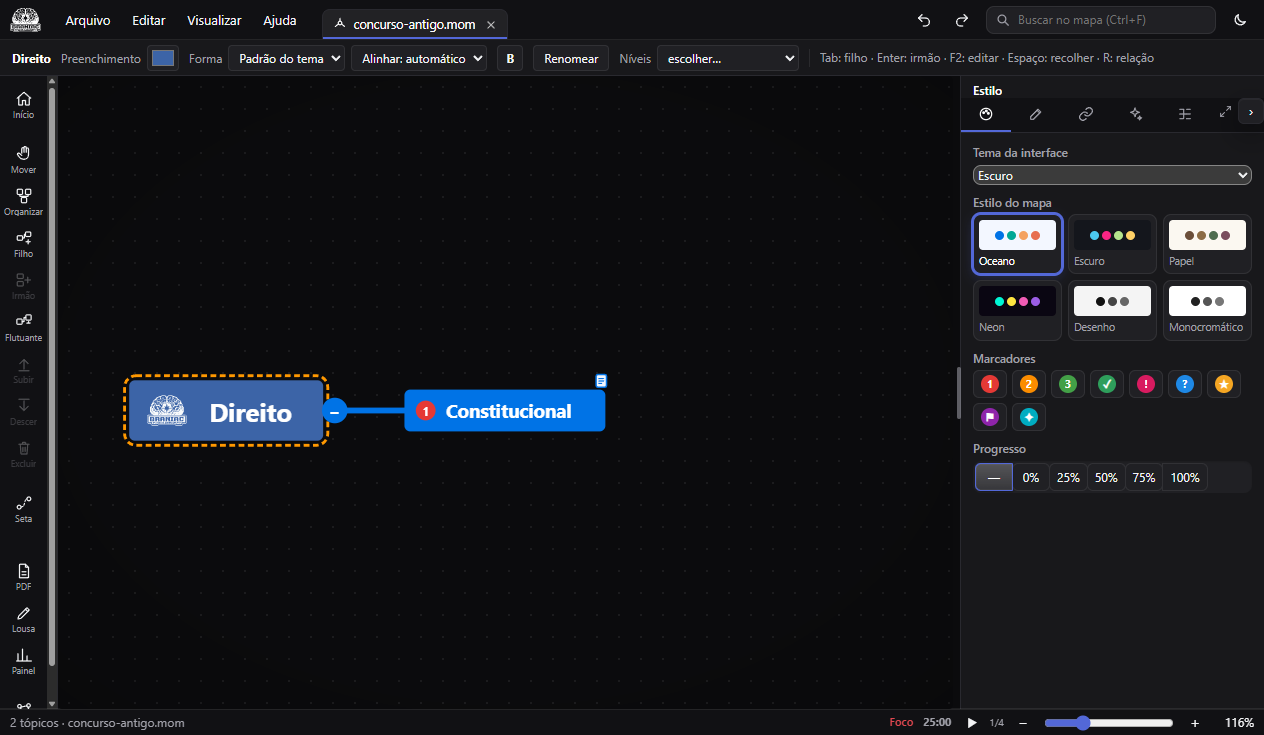 Arquivo Editar Visualizar Ajuda concurso-antigo.mom Buscar no mapa (Ctrl+F)
Direito Preenchimento Forma Padrão do tema Alinhar: automático B Renomear Níveis escolher... Tab: filho · Enter: irmão · F2: editar · Espaço: recolher · R: relação
Início
Mover
Organizar
Filho
Irmão
Flutuante
Subir
Descer
Excluir
Seta
PDF
Lousa
Painel
Direito
1 Constitucional
Estilo
Tema da interface
Escuro
Estilo do mapa
Oceano Escuro Papel
Neon Desenho Monocromático
Marcadores
1 2 3 ✓ ! ? ★
Progresso
— 0% 25% 50% 75% 100%
2 tópicos · concurso-antigo.mom Foco 25:00 1/4 − + 116%